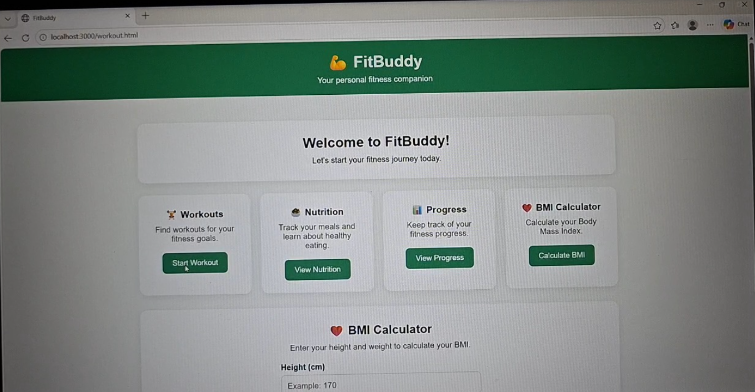 FitBuddy
localhost:3000/workout.html
Chat
💪 FitBuddy
Your personal fitness companion
Welcome to FitBuddy!
Let's start your fitness journey today.
Workouts
Find workouts for your
fitness goals.
Start Workout
Nutrition
Track your meals and
learn about healthy
eating.
View Nutrition
Progress
Keep track of your
fitness progress.
View Progress
BMI Calculator
Calculate your Body
Mass Index.
Calculate BMI
BMI Calculator
Enter your height and weight to calculate your BMI.
Height (cm)
Example: 170